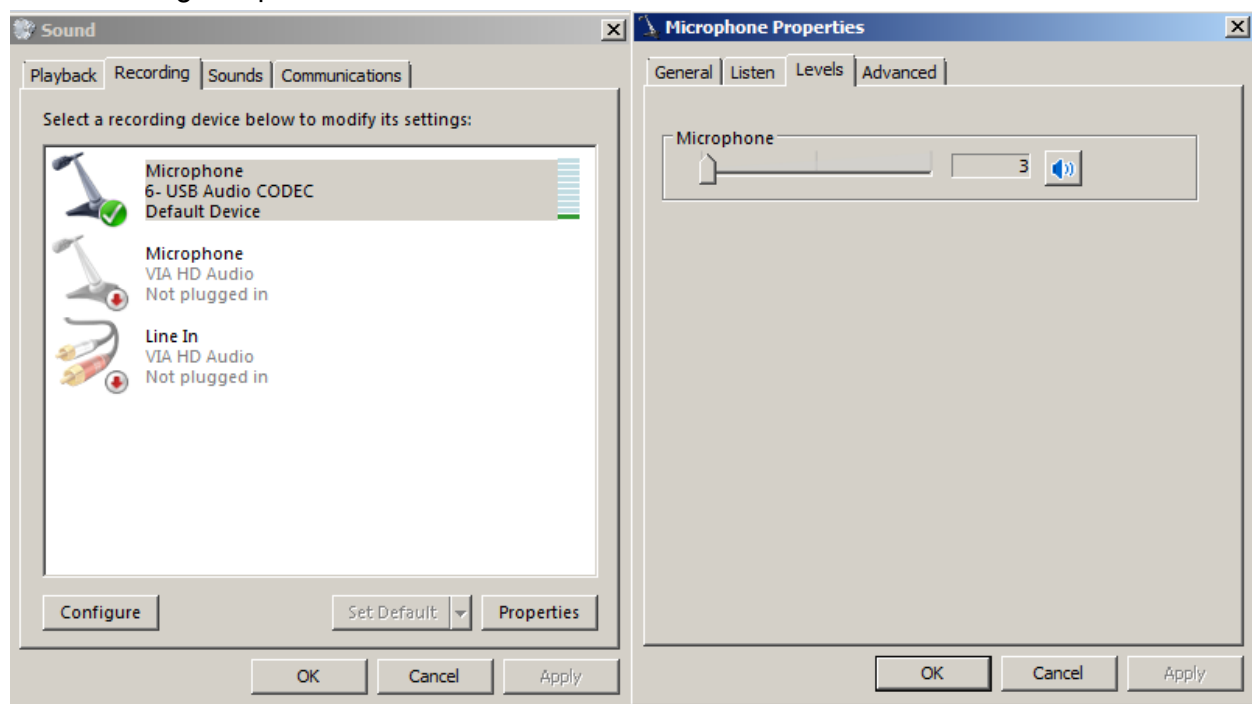 Sound
Playback Recording Sounds Communications
Select a recording device below to modify its settings:
Microphone
6- USB Audio CODEC
Default Device
Microphone
VIA HD Audio
Not plugged in
Line In
VIA HD Audio
Not plugged in
Configure Set Default Properties
OK Cancel Apply
Microphone Properties
General Listen Levels Advanced
Microphone
3
OK Cancel Apply